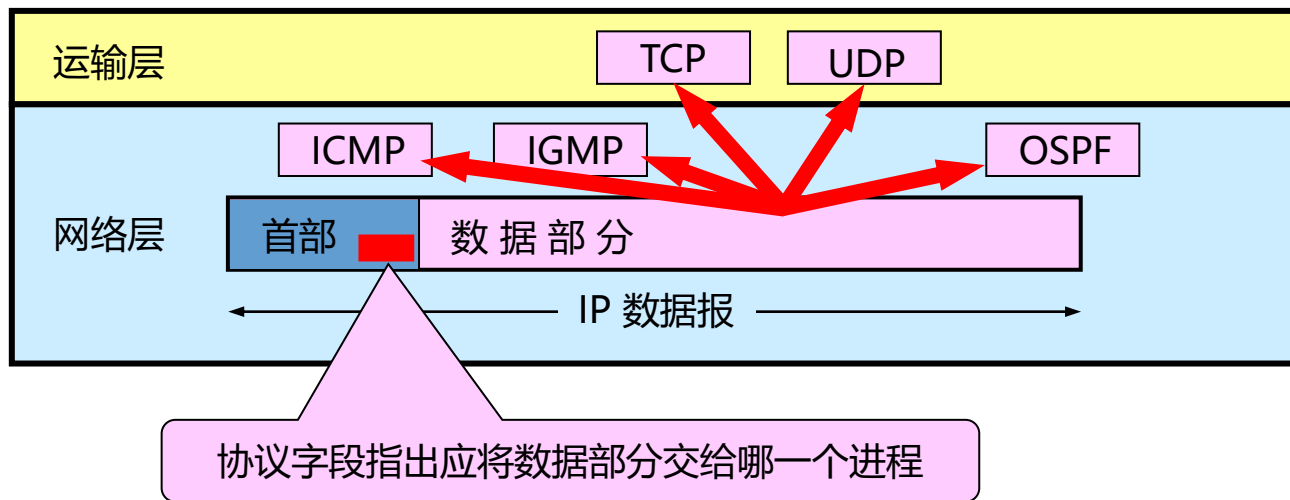 运输层
TCP
UDP
ICMP
IGMP
OSPF
网络层
首部
数 据 部 分
IP 数据报
协议字段指出应将数据部分交给哪一个进程